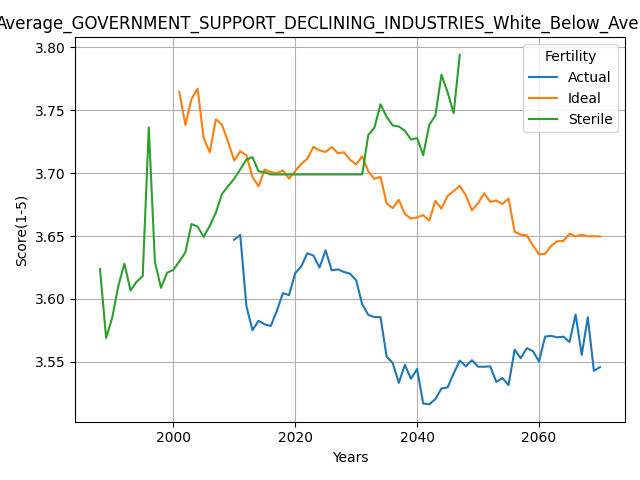 Average_GOVERNMENT_SUPPORT_DECLINING_INDUSTRIES_White_Below_Ave
3.80
3.75
3.70
3.65
3.60
3.55
Score(1-5)
Fertility
Actual
Ideal
Sterile
2000 2020 2040 2060
Years